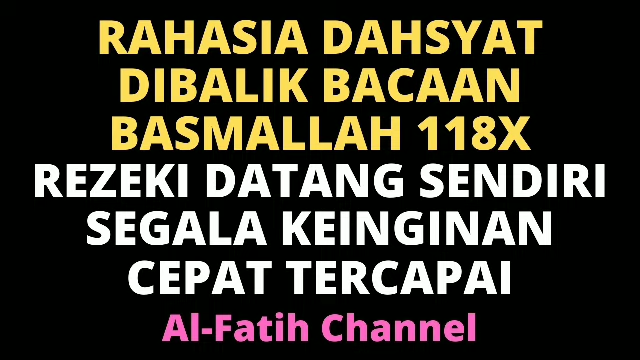 RAHASIA DAHSYAT
DIBALIK BACAAN
BASMALLAH 118X
REZEKI DATANG SENDIRI
SEGALA KEINGINAN
CEPAT TERCAPAI
Al-Fatih Channel